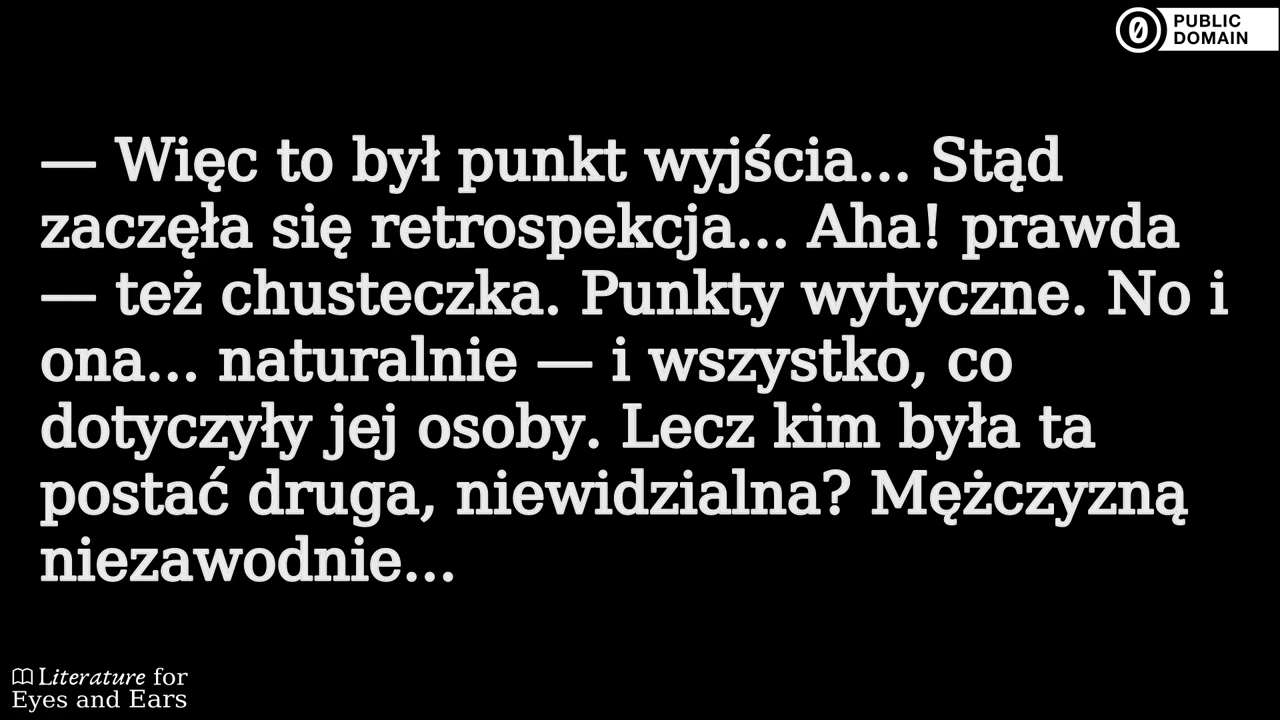 PUBLIC
DOMAIN
— Więc to był punkt wyjścia... Stąd
zaczęła się retrospekcja... Aha! prawda
— też chusteczka. Punkty wytyczne. No i
ona... naturalnie — i wszystko, co
dotyczyły jej osoby. Lecz kim była ta
postać druga, niewidzialna? Mężczyzną
niezawodnie...
Literature for
Eyes and Ears